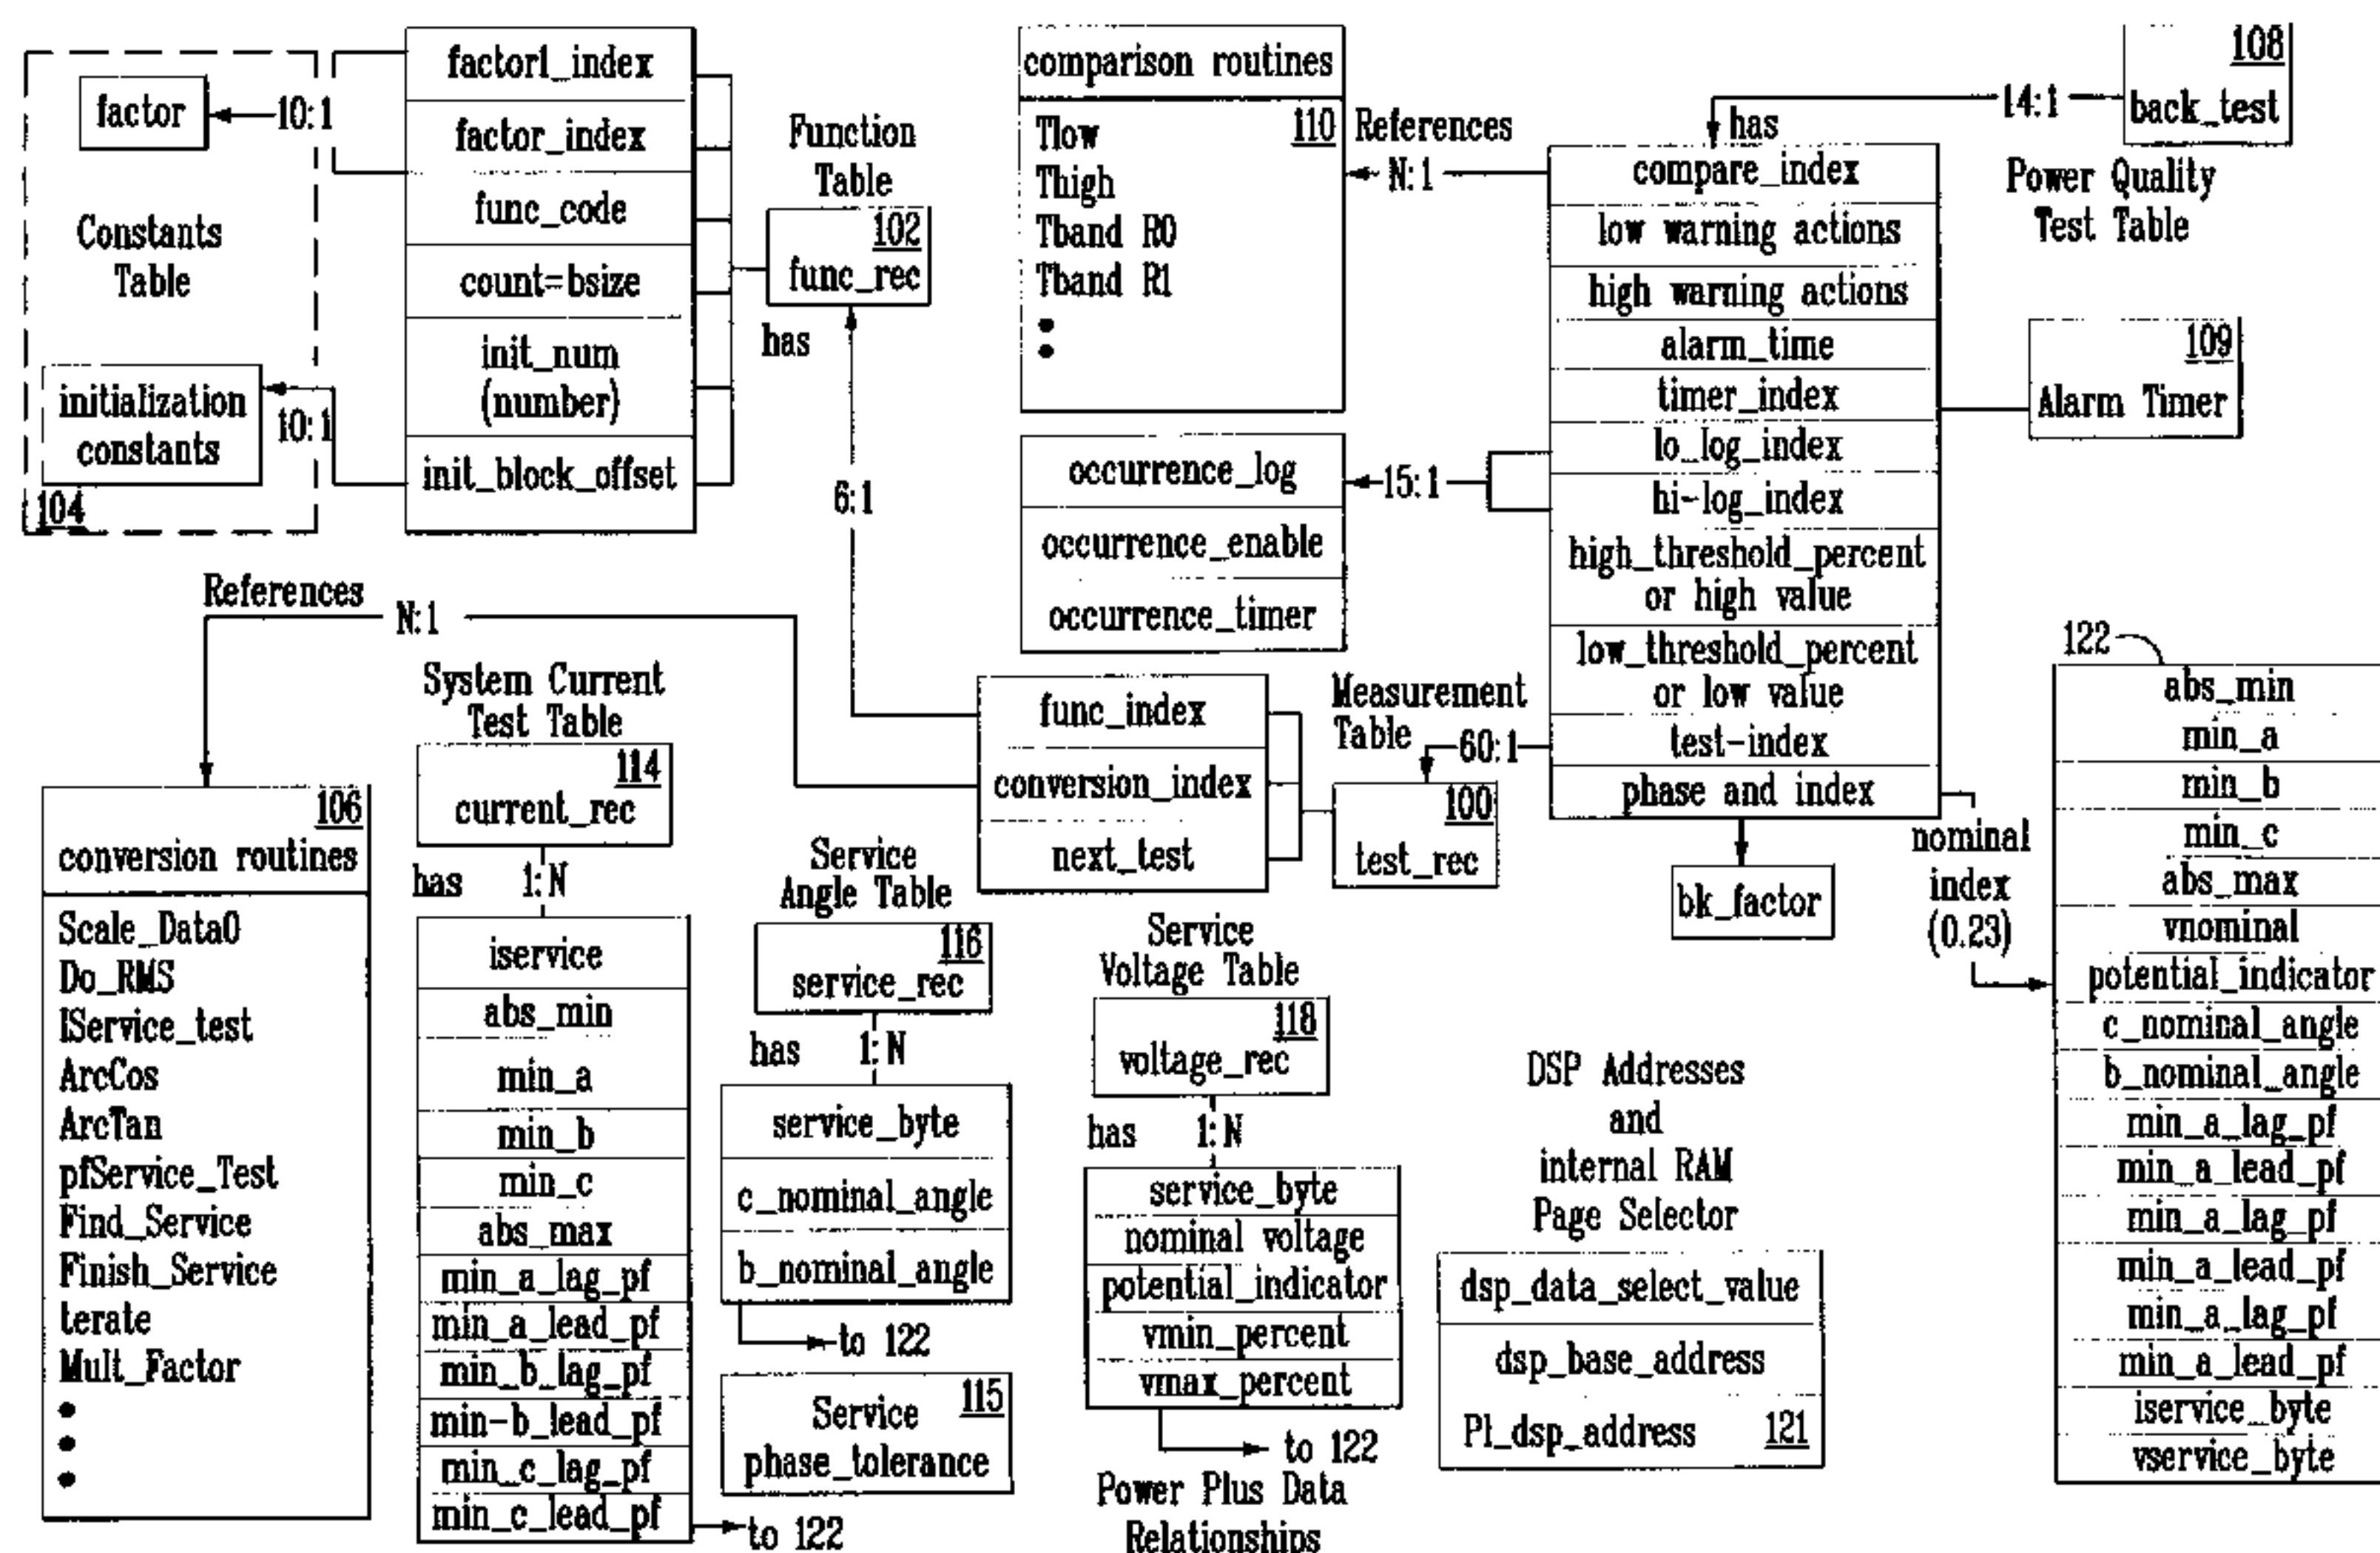 factor
10:1
Constants
Table
initialization
constants
10:1
104
factor1_index
factor_index
func_code
count=bsize
init_num
(number)
init_block_offset
Function
Table
102
func_rec
has
6:1
comparison routines
110
Tlow
Thigh
Tband R0
Tband R1
References
N:1
occurrence_log
occurrence_enable
occurrence_timer
15:1
has
14:1
108
back_test
Power Quality
Test Table
compare_index
low warning actions
high warning actions
alarm_time
timer_index
lo_log_index
hi-log_index
high_threshold_percent
or high value
low_threshold_percent
or low value
test-index
phase and index
109
Alarm Timer
bk_factor
nominal
index
(0.23)
References
N:1
106
conversion routines
Scale_Data0
Do_RMS
IService_test
ArcCos
ArcTan
pfService_Test
Find_Service
Finish_Service
terate
Mult_Factor
System Current
Test Table
114
current_rec
has 1:N
iservice
abs_min
min_a
min_b
min_c
abs_max
min_a_lag_pf
min_a_lead_pf
min_b_lag_pf
min-b_lead_pf
min_c_lag_pf
min_c_lead_pf
to 122
func_index
conversion_index
next_test
Measurement
Table
60:1
100
test_rec
Service
Angle Table
116
service_rec
has 1:N
service_byte
c_nominal_angle
b_nominal_angle
to 122
115
Service
phase_tolerance
Service
Voltage Table
118
voltage_rec
has 1:N
service_byte
nominal voltage
potential_indicator
vmin_percent
vmax_percent
to 122
Power Plus Data
Relationships
DSP Addresses
and
internal RAM
Page Selector
dsp_data_select_value
dsp_base_address
Pl_dsp_address
121
122
abs_min
min_a
min_b
min_c
abs_max
vnominal
potential_indicator
c_nominal_angle
b_nominal_angle
min_a_lag_pf
min_a_lead_pf
min_a_lag_pf
min_a_lead_pf
min_a_lag_pf
min_a_lead_pf
iservice_byte
vservice_byte